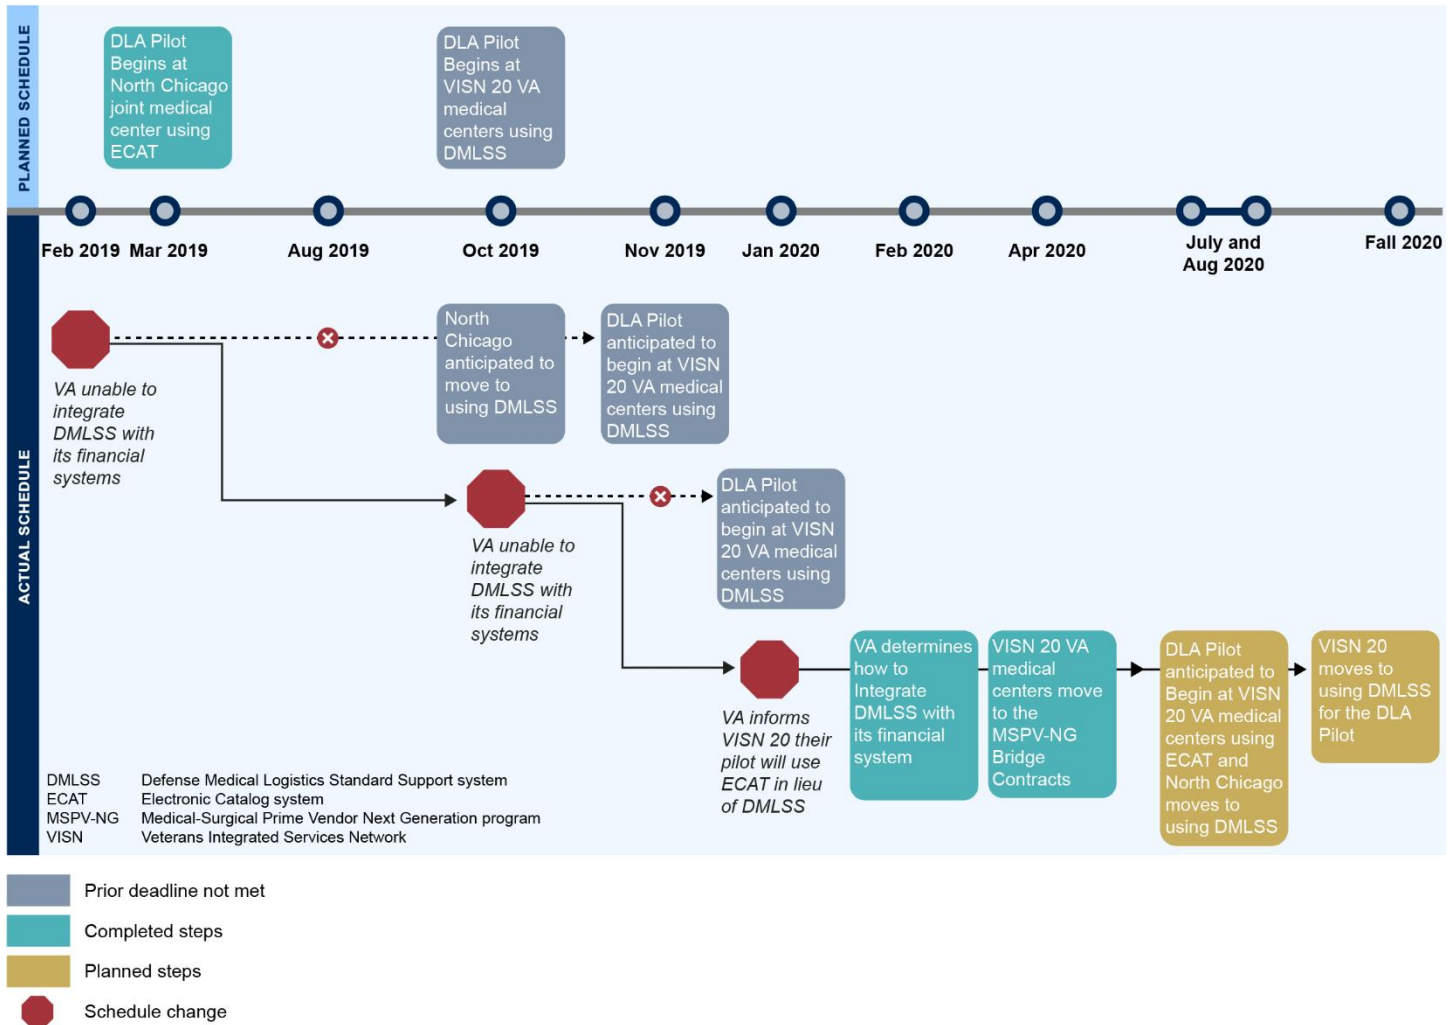 PLANNED SCHEDULE
DLA Pilot
Begins at
North Chicago
joint medical
center using
ECAT
DLA Pilot
Begins at
VISN 20 VA
medical
centers using
DMLSS
Feb 2019
Mar 2019
Aug 2019
Oct 2019
Nov 2019
Jan 2020
Feb 2020
Apr 2020
July and
Aug 2020
Fall 2020
ACTUAL SCHEDULE
VA unable to
integrate
DMLSS with
its financial
systems
North
Chicago
anticipated to
move to
using DMLSS
DLA Pilot
anticipated to
begin at VISN
20 VA medical
centers using
DMLSS
VA unable to
integrate
DMLSS with
its financial
systems
DLA Pilot
anticipated to
begin at VISN
20 VA medical
centers using
DMLSS
VA informs
VISN 20 their
pilot will use
ECAT in lieu
of DMLSS
VA determines
how to
Integrate
DMLSS with
its financial
system
VISN 20 VA
medical
centers move
to the
MSPV-NG
Bridge
Contracts
DLA Pilot
anticipated to
Begin at VISN
20 VA medical
centers using
ECAT and
North Chicago
moves to
using DMLSS
VISN 20
moves to
using DMLSS
for the DLA
Pilot
DMLSS Defense Medical Logistics Standard Support system
ECAT Electronic Catalog system
MSPV-NG Medical-Surgical Prime Vendor Next Generation program
VISN Veterans Integrated Services Network
Prior deadline not met
Completed steps
Planned steps
Schedule change